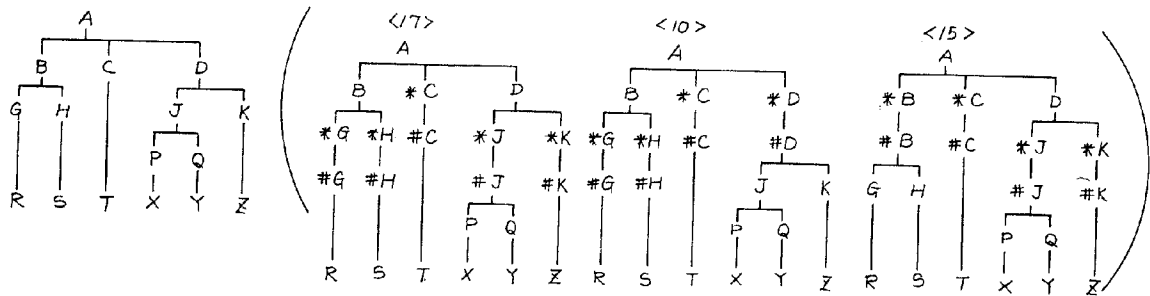 <17> <10> <15>
A A A A
B C D B *C D B *C *D *B *C D
G H J K *G *H #C *J *K *G *H #C #D #B #C *J *K
P Q #G #H #J #K #G #H J K G H #J #K
P Q P Q P Q
R S T X Y Z R S T X Y Z R S T X Y Z R S T X Y Z